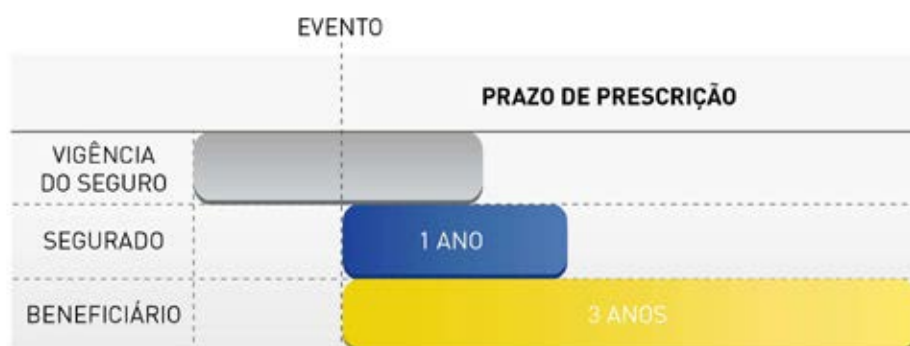 EVENTO
PRAZO DE PRESCRIÇÃO
VIGÊNCIA
DO SEGURO
SEGURADO
1 ANO
BENEFICIÁRIO
3 ANOS